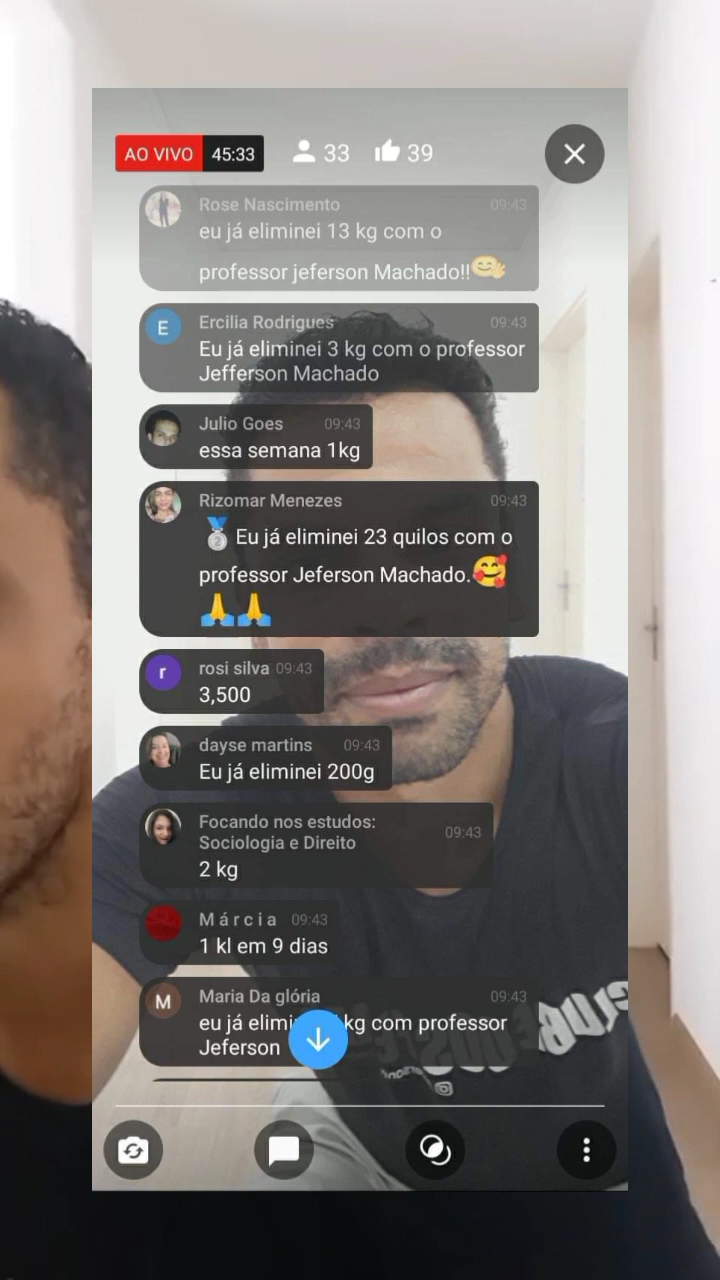 AO VIVO 45:33 33 39
Rose Nascimento 09:43
eu já eliminei 13 kg com o
professor jeferson Machado!!😊👋
Ercilia Rodrigues 09:43
E
Eu já eliminei 3 kg com o professor
Jefferson Machado
Julio Goes 09:43
essa semana 1kg
Rizomar Menezes 09:43
🥈Eu já eliminei 23 quilos com o
professor Jeferson Machado.🥰
🙏🙏
rosi silva 09:43
r
3,500
dayse martins 09:43
Eu já eliminei 200g
Focando nos estudos:
Sociologia e Direito 09:43
2 kg
Márcia 09:43
1 kl em 9 dias
Maria Da glória 09:43
M
eu já kg com professor
Jeferson